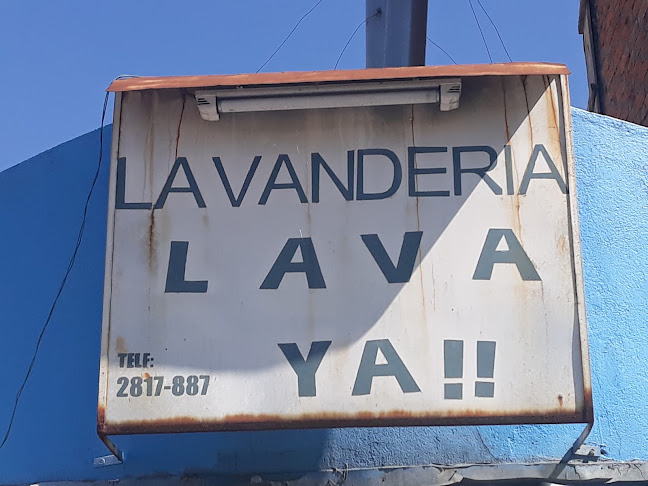 LAVANDERIA
LAVA
YA!!
TELF:
2817-887